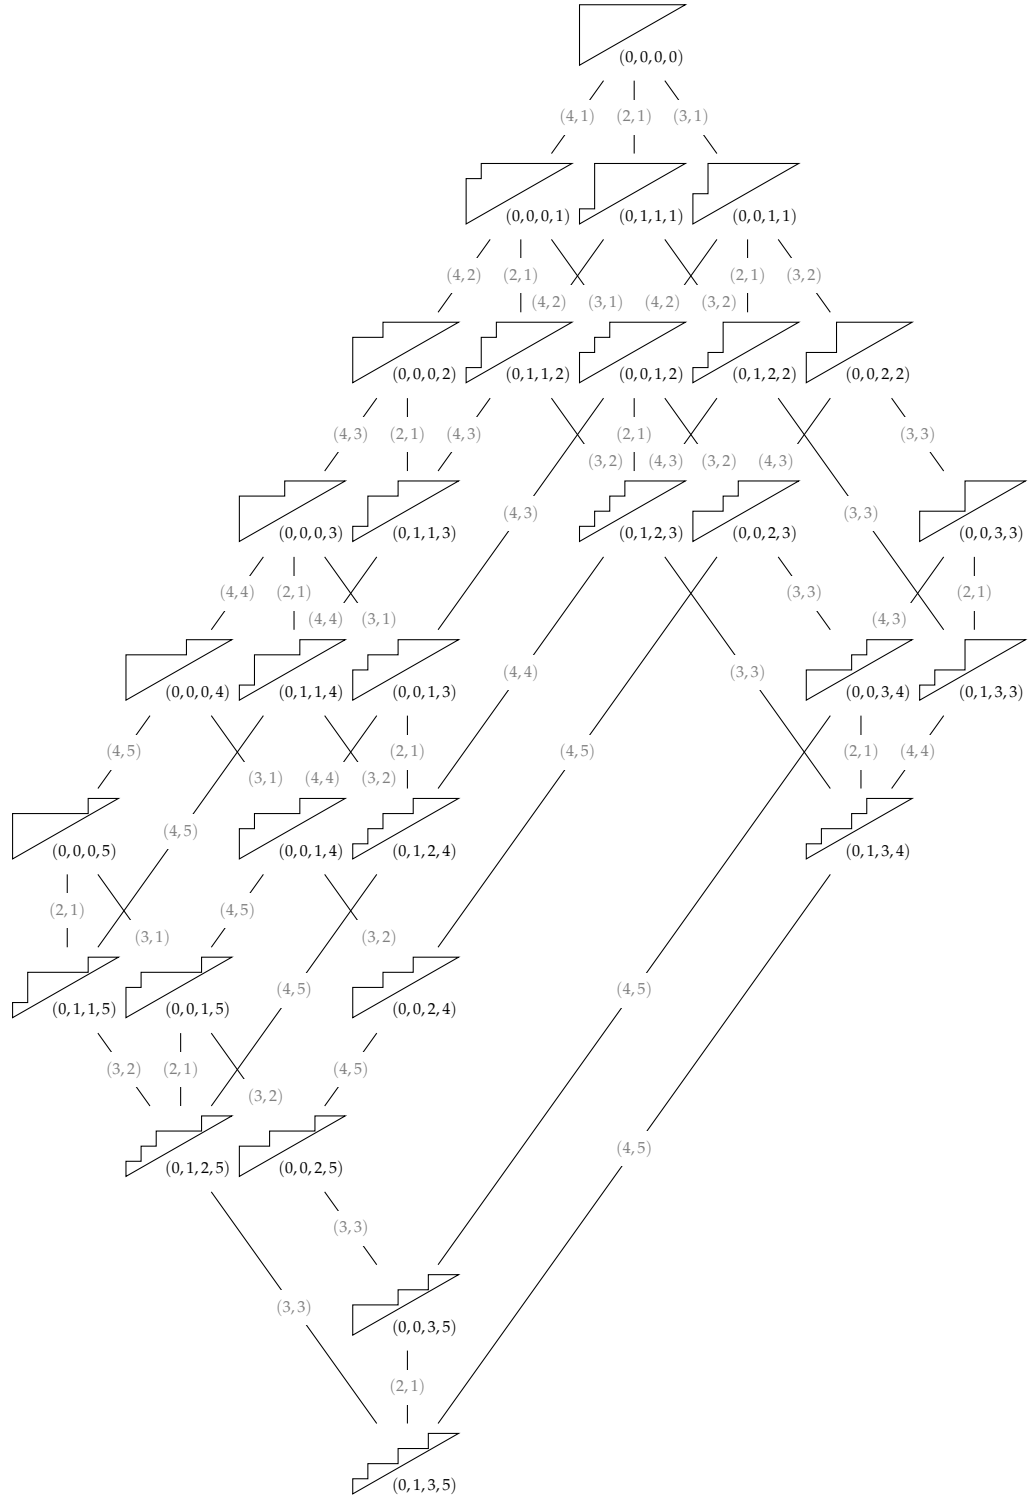 (0,0,0,0)
(4,1) (2,1) (3,1)
(0,0,0,1) (0,1,1,1) (0,0,1,1)
(4,2) (2,1) (2,1) (3,2)
(4,2) (3,1) (4,2) (3,2)
(0,0,0,2) (0,1,1,2) (0,0,1,2) (0,1,2,2) (0,0,2,2)
(4,3) (2,1) (4,3) (2,1) (3,3)
(3,2) (4,3) (3,2) (4,3)
(4,3) (3,3)
(0,0,0,3) (0,1,1,3) (0,1,2,3) (0,0,2,3) (0,0,3,3)
(4,4) (2,1) (3,3) (2,1)
(4,4) (3,1) (4,3)
(4,4) (3,3)
(0,0,0,4) (0,1,1,4) (0,0,1,3) (0,0,3,4) (0,1,3,3)
(4,5) (2,1) (4,5) (2,1) (4,4)
(3,1) (4,4) (3,2)
(4,5)
(0,0,0,5) (0,0,1,4) (0,1,2,4) (0,1,3,4)
(2,1) (4,5)
(3,1) (3,2)
(4,5) (4,5)
(0,1,1,5) (0,0,1,5) (0,0,2,4)
(3,2) (2,1) (4,5)
(3,2)
(4,5)
(0,1,2,5) (0,0,2,5)
(3,3)
(3,3)
(0,0,3,5)
(2,1)
(0,1,3,5)